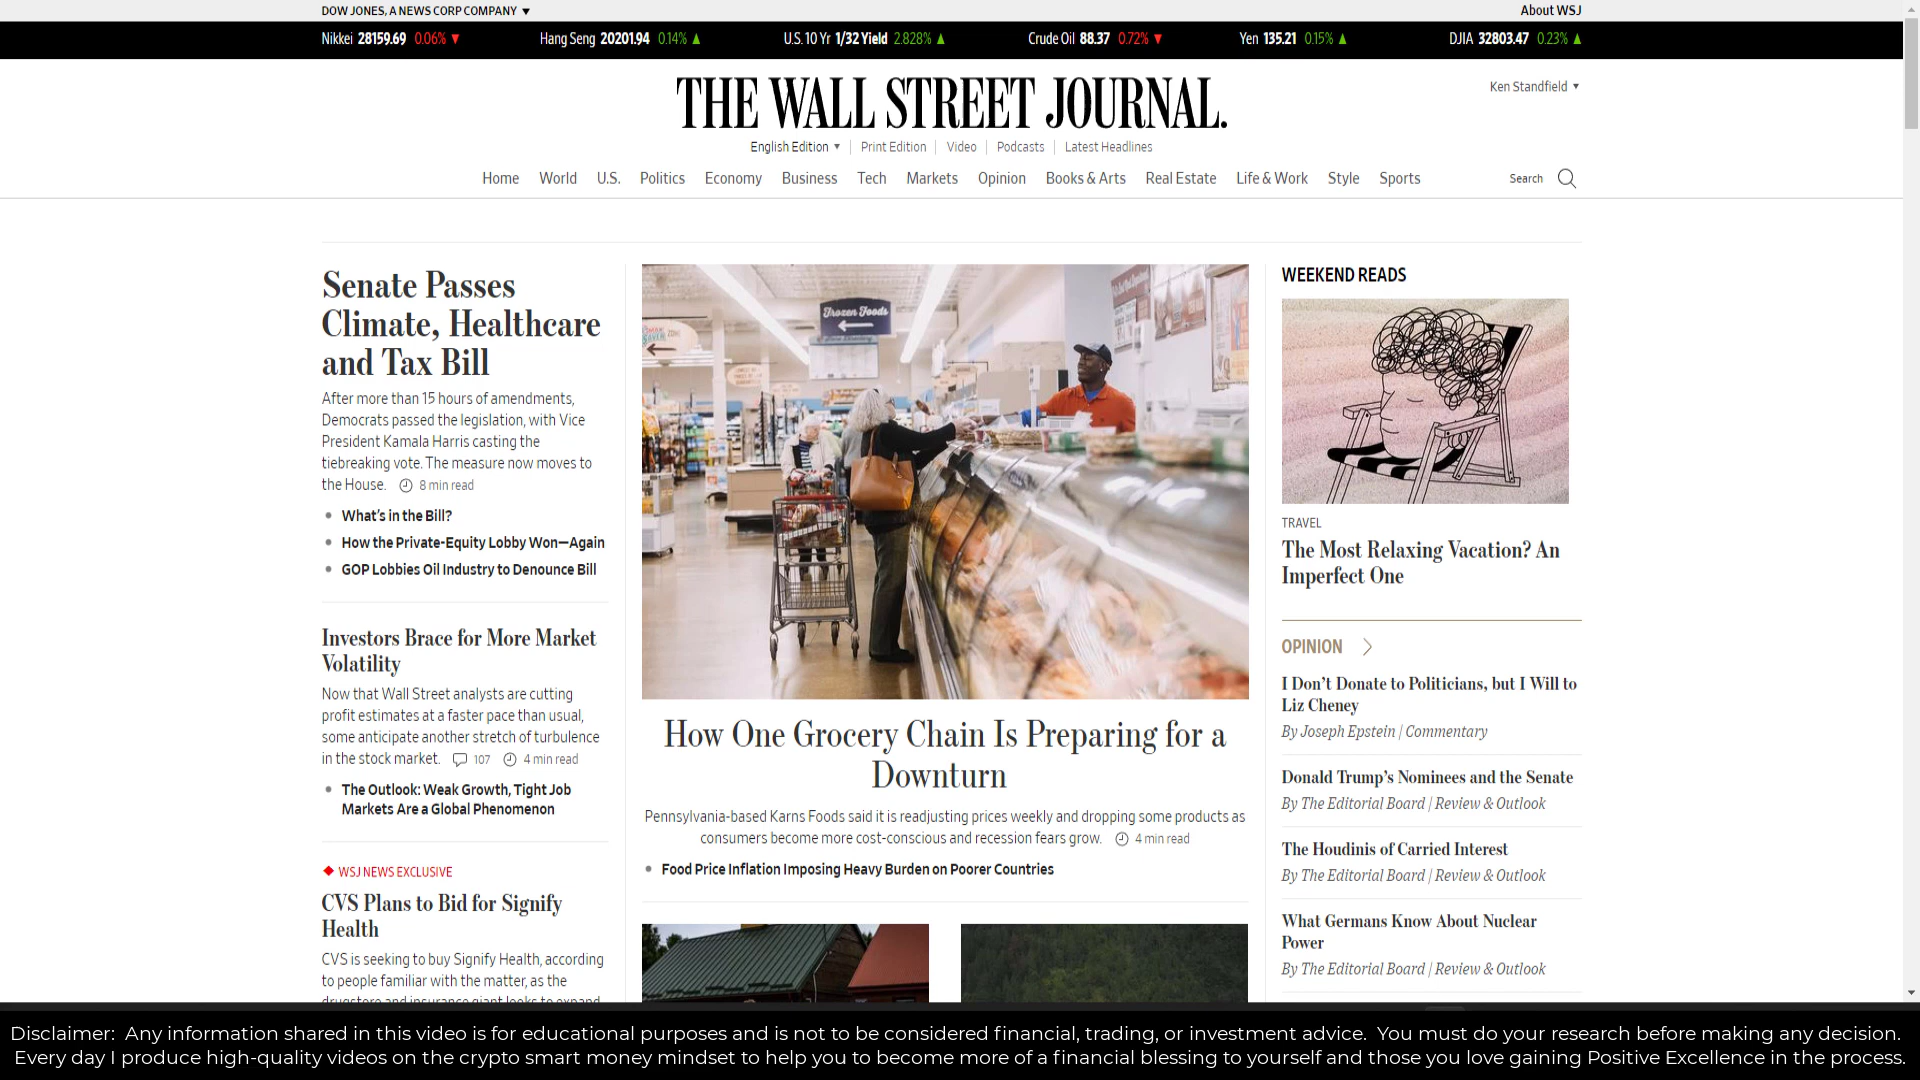 DOW JONES, A NEWS CORP COMPANY ▼
About WSJ
Nikkei 28159.69 0.06% ▼
Hang Seng 20201.94 0.14% ▲
U.S. 10 Yr 1/32 Yield 2.828% ▲
Crude Oil 88.37 0.72% ▼
Yen 135.21 0.15% ▲
DJIA 32803.47 0.23% ▲
THE WALL STREET JOURNAL.
Ken Standfield ▼
English Edition ▼ | Print Edition | Video | Podcasts | Latest Headlines
Home World U.S. Politics Economy Business Tech Markets Opinion Books & Arts Real Estate Life & Work Style Sports
Search
Senate Passes
Climate, Healthcare
and Tax Bill
After more than 15 hours of amendments,
Democrats passed the legislation, with Vice
President Kamala Harris casting the
tiebreaking vote. The measure now moves to
the House. 8 min read
• What's in the Bill?
• How the Private-Equity Lobby Won—Again
• GOP Lobbies Oil Industry to Denounce Bill
Investors Brace for More Market
Volatility
Now that Wall Street analysts are cutting
profit estimates at a faster pace than usual,
some anticipate another stretch of turbulence
in the stock market. 107 4 min read
• The Outlook: Weak Growth, Tight Job
Markets Are a Global Phenomenon
◆ WSJ NEWS EXCLUSIVE
CVS Plans to Bid for Signify
Health
CVS is seeking to buy Signify Health, according
to people familiar with the matter, as the
drugstore and insurance giant looks to expand
Frozen Foods
How One Grocery Chain Is Preparing for a
Downturn
Pennsylvania-based Karns Foods said it is readjusting prices weekly and dropping some products as
consumers become more cost-conscious and recession fears grow. 4 min read
• Food Price Inflation Imposing Heavy Burden on Poorer Countries
WEEKEND READS
TRAVEL
The Most Relaxing Vacation? An
Imperfect One
OPINION
I Don't Donate to Politicians, but I Will to
Liz Cheney
By Joseph Epstein | Commentary
Donald Trump's Nominees and the Senate
By The Editorial Board | Review & Outlook
The Houdinis of Carried Interest
By The Editorial Board | Review & Outlook
What Germans Know About Nuclear
Power
By The Editorial Board | Review & Outlook
Disclaimer: Any information shared in this video is for educational purposes and is not to be considered financial, trading, or investment advice. You must do your research before making any decision.
Every day I produce high-quality videos on the crypto smart money mindset to help you to become more of a financial blessing to yourself and those you love gaining Positive Excellence in the process.